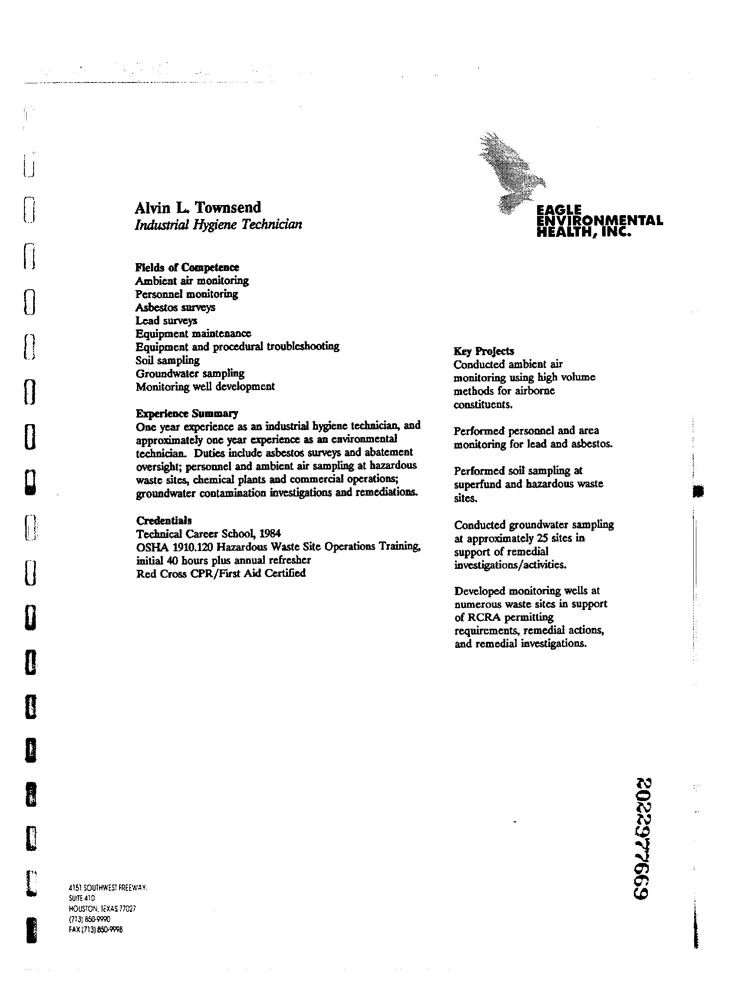 EAGLE
ENVIRONMENTAL
HEALTH, INC.
Alvin L. Townsend
Industrial Hygiene Technician
Fields of Competence
Ambient air monitoring
Personnel monitoring
Asbestos surveys
Lead surveys
Equipment maintenance
Equipment and procedural troubleshooting
Soil sampling
Groundwater sampling
Monitoring well development
Experience Summary
One year experience as an industrial hygiene technician, and
approximately one year experience as an environmental
technician. Duties include asbestos surveys and abatement
oversight; personnel and ambient air sampling at hazardous
waste sites, chemical plants and commercial operations;
groundwater contamination investigations and remediations.
Credentials
Technical Career School, 1984
OSHA 1910.120 Hazardous Waste Site Operations Training,
initial 40 hours plus annual refresher
Red Cross CPR/First Aid Certified
Key Projects
Conducted ambient air
monitoring using high volume
methods for airborne
constituents.
Performed personnel and area
monitoring for lead and asbestos.
Performed soil sampling at
superfund and hazardous waste
sites.
Conducted groundwater sampling
at approximately 25 sites in
support of remedial
investigations/activities.
Developed monitoring wells at
numerous waste sites in support
of RCRA permitting
requirements, remedial actions,
and remedial investigations.
2022977669
4151 SOUTHWEST FREEWAY,
SUITE 410
HOUSTON, TEXAS 77027
(713) 850-9990
FAX (713) 850-9998